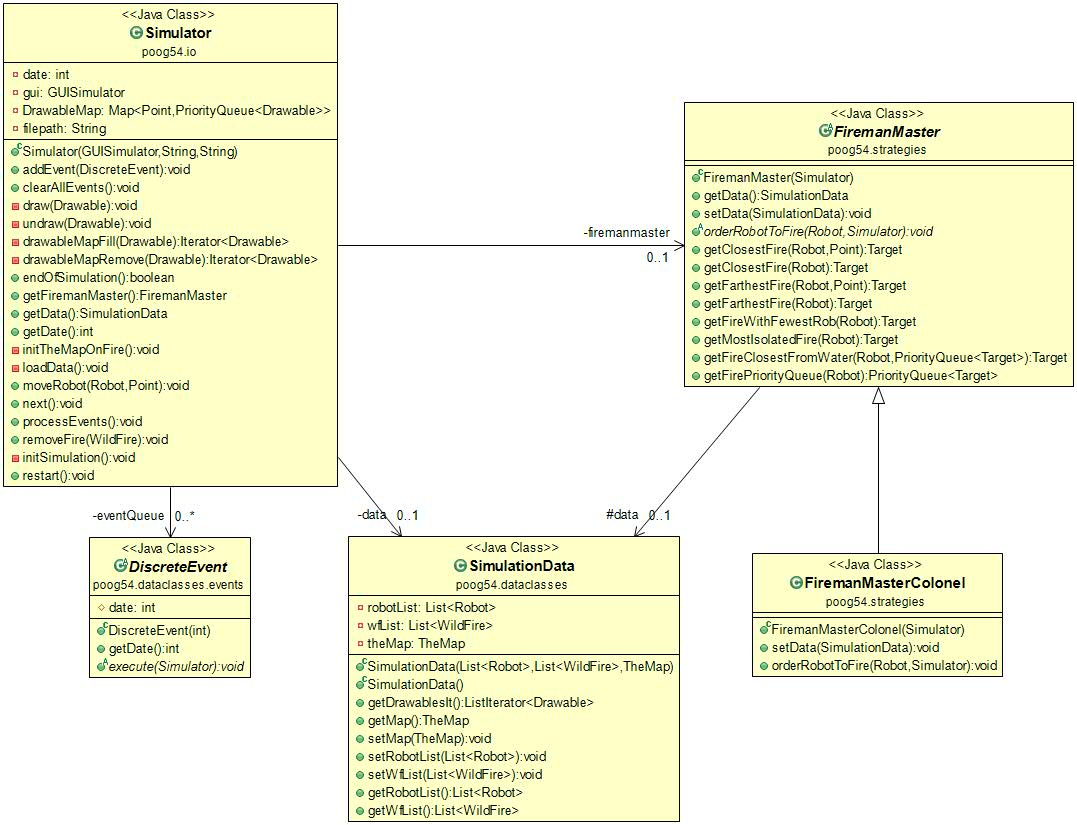 <<Java Class>>
Simulator
poog54.io
date: int
gui: GUISimulator
DrawableMap: Map<Point,PriorityQueue<Drawable>>
filepath: String
Simulator(GUISimulator,String,String)
addEvent(DiscreteEvent):void
clearAllEvents():void
draw(Drawable):void
undraw(Drawable):void
drawableMapFill(Drawable):Iterator<Drawable>
drawableMapRemove(Drawable):Iterator<Drawable>
endOfSimulation():boolean
getFiremanMaster():FiremanMaster
getData():SimulationData
getDate():int
initTheMapOnFire():void
loadData():void
moveRobot(Robot,Point):void
next():void
processEvents():void
removeFire(WildFire):void
initSimulation():void
restart():void
-firemanmaster
0..1
<<Java Class>>
FiremanMaster
poog54.strategies
FiremanMaster(Simulator)
getData():SimulationData
setData(SimulationData):void
orderRobotToFire(Robot,Simulator):void
getClosestFire(Robot,Point):Target
getClosestFire(Robot):Target
getFarthestFire(Robot,Point):Target
getFarthestFire(Robot):Target
getFireWithFewestRob(Robot):Target
getMostIsolatedFire(Robot):Target
getFireClosestFromWater(Robot,PriorityQueue<Target>):Target
getFirePriorityQueue(Robot):PriorityQueue<Target>
-eventQueue 0..*
-data 0..1
#data 0..1
<<Java Class>>
DiscreteEvent
poog54.dataclasses.events
date: int
DiscreteEvent(int)
getDate():int
execute(Simulator):void
<<Java Class>>
SimulationData
poog54.dataclasses
robotList: List<Robot>
wfList: List<WildFire>
theMap: TheMap
SimulationData(List<Robot>,List<WildFire>,TheMap)
SimulationData()
getDrawablesIt():ListIterator<Drawable>
getMap():TheMap
setMap(TheMap):void
setRobotList(List<Robot>):void
setWfList(List<WildFire>):void
getRobotList():List<Robot>
getWfList():List<WildFire>
<<Java Class>>
FiremanMasterColonel
poog54.strategies
FiremanMasterColonel(Simulator)
setData(SimulationData):void
orderRobotToFire(Robot,Simulator):void